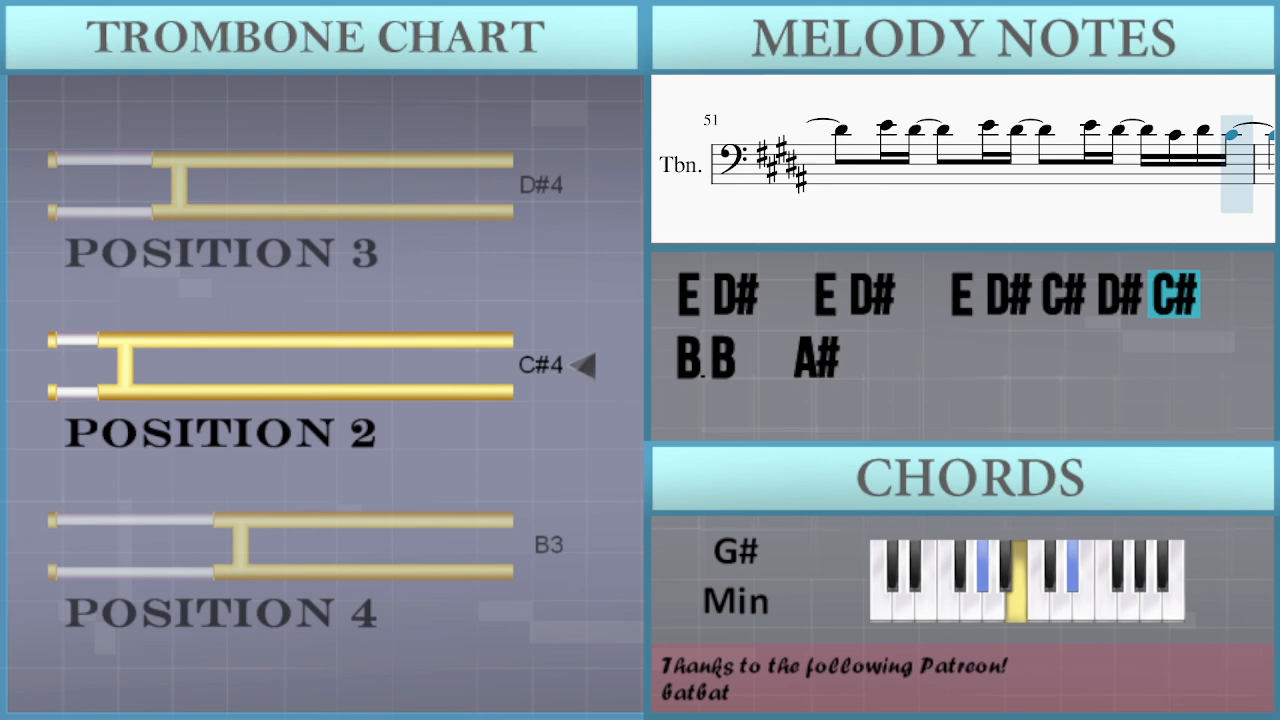 TROMBONE CHART
D#4
POSITION 3
C#4
POSITION 2
B3
POSITION 4
MELODY NOTES
51
Tbn.
E D# E D# E D# C# D# C#
B.B A#
CHORDS
G#
Min
Thanks to the following Patreon!
batbat